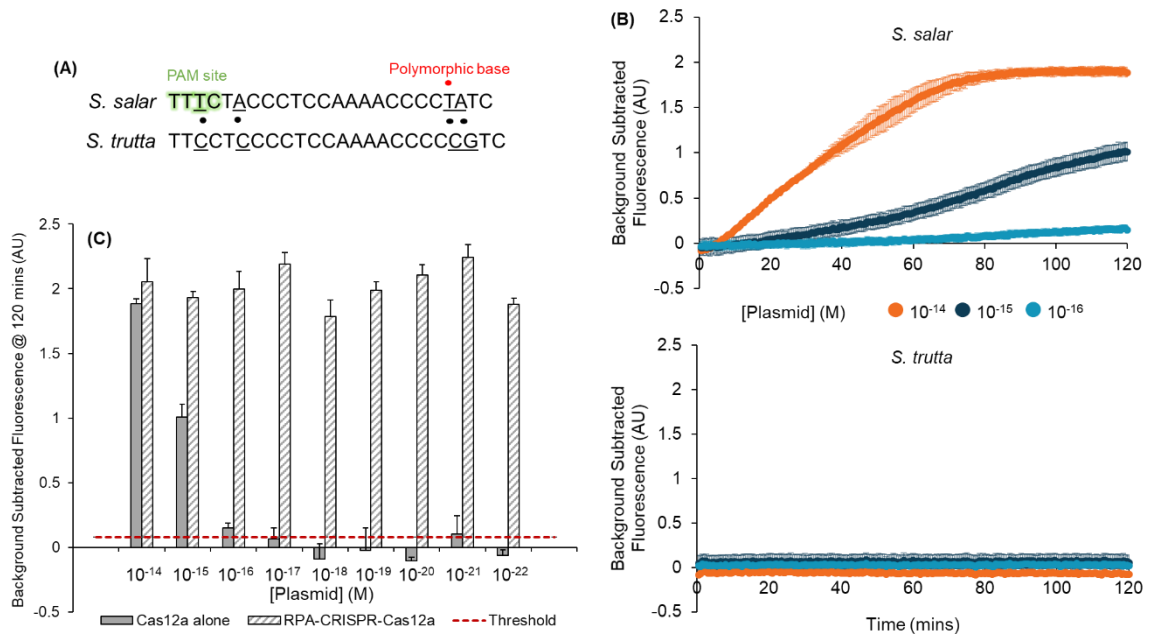 (A)
PAM site
Polymorphic base
S. salar TTTCTACCCTCCAAAACCCCTATC
S. trutta TTCCTCCCCTCCAAAACCCCCGTC
(B)
S. salar
Background Subtracted
Fluorescence (AU)
2.5
2
1.5
1
0.5
0
-0.5
0 20 40 60 80 100 120
[Plasmid] (M) 10⁻¹⁴ 10⁻¹⁵ 10⁻¹⁶
S. trutta
Background Subtracted
Fluorescence (AU)
2.5
2
1.5
1
0.5
0
-0.5
0 20 40 60 80 100 120
Time (mins)
(C)
Background Subtracted Fluorescence @ 120 mins (AU)
2.5
2
1.5
1
0.5
0
-0.5
10⁻¹⁴ 10⁻¹⁵ 10⁻¹⁶ 10⁻¹⁷ 10⁻¹⁸ 10⁻¹⁹ 10⁻²⁰ 10⁻²¹ 10⁻²²
[Plasmid] (M)
Cas12a alone RPA-CRISPR-Cas12a Threshold